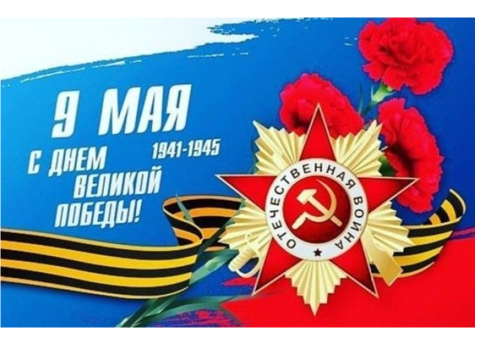 9 МАЯ
С ДНЕМ 1941-1945
ВЕЛИКОЙ
ПОБЕДЫ!
ОТЕЧЕСТВЕННАЯ ВОЙНА